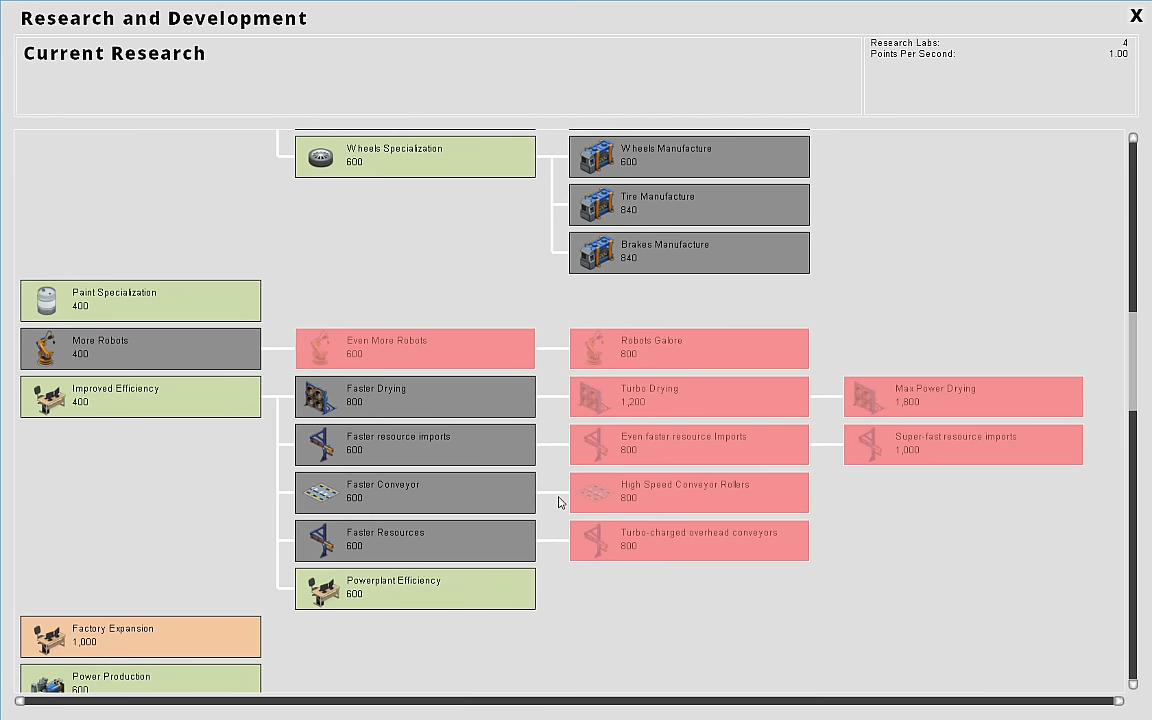 Research and Development
X
Current Research
Research Labs: 4
Points Per Second: 1.00
Wheels Specialization
600
Wheels Manufacture
600
Tire Manufacture
840
Brakes Manufacture
840
Paint Specialization
400
More Robots
400
Even More Robots
600
Robots Galore
800
Improved Efficiency
400
Faster Drying
800
Turbo Drying
1,200
Max Power Drying
1,800
Faster resource imports
600
Even faster resource Imports
800
Super-fast resource imports
1,000
Faster Conveyor
600
High Speed Conveyor Rollers
800
Faster Resources
600
Turbo-charged overhead conveyors
800
Powerplant Efficiency
600
Factory Expansion
1,000
Power Production
600